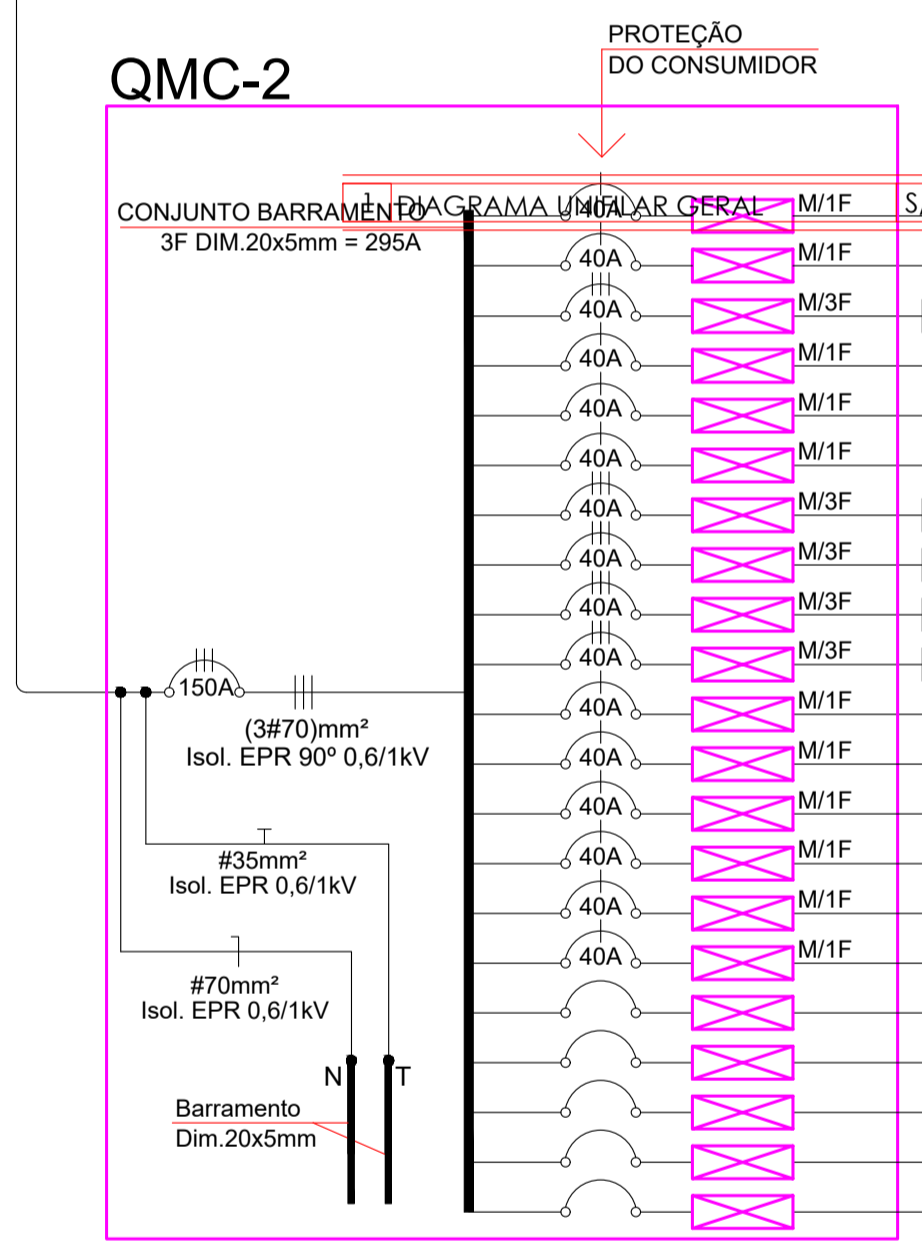 PROTEÇÃO
DO CONSUMIDOR
QMC-2
1 DIAGRAMA UNIFILAR GERAL
CONJUNTO BARRAMENTO
3F DIM.20x5mm = 295A
40A M/1F
40A M/1F
40A M/3F
40A M/1F
40A M/1F
40A M/1F
40A M/3F
40A M/3F
40A M/3F
40A M/3F
40A M/1F
40A M/1F
40A M/1F
40A M/1F
40A M/1F
40A M/1F
150A
(3#70)mm²
Isol. EPR 90º 0,6/1kV
#35mm²
Isol. EPR 0,6/1kV
#70mm²
Isol. EPR 0,6/1kV
N T
Barramento
Dim.20x5mm